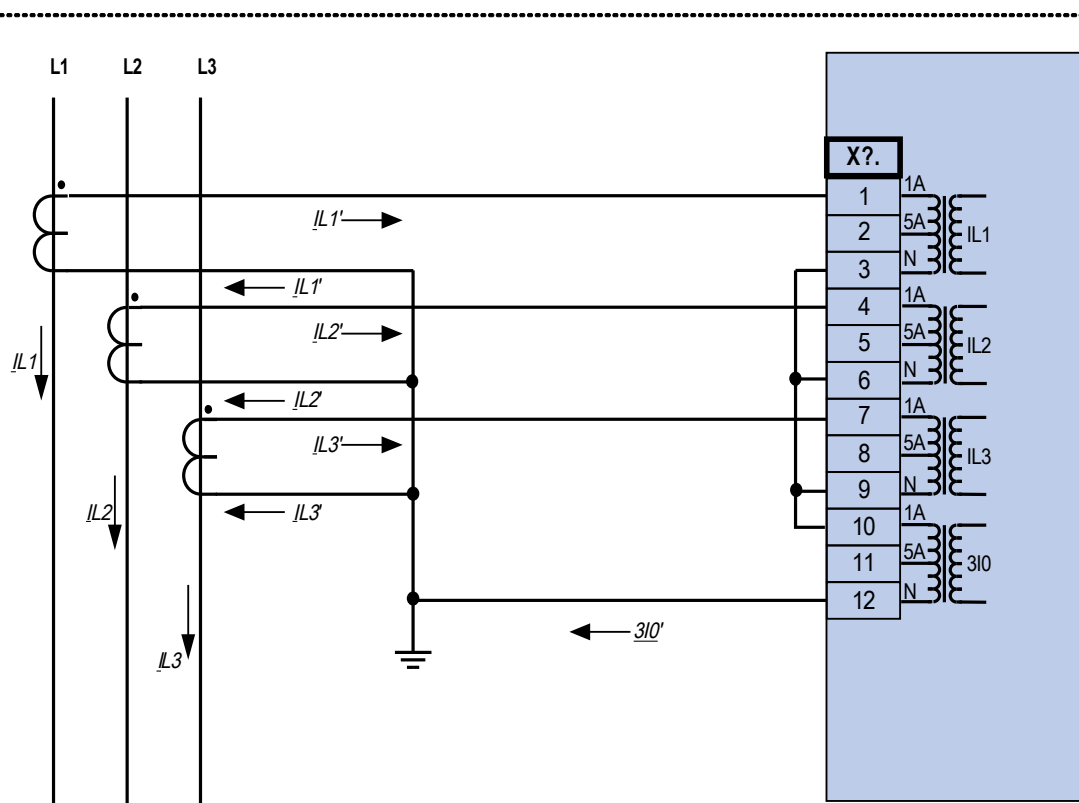 L1 L2 L3
X?.
1 1A
IL1'
2 5A IL1
3 N
IL1'
4 1A
IL2'
5 5A IL2
IL1
6 N
IL2'
7 1A
IL3'
8 5A IL3
9 N
IL2
IL3'
10 1A
11 5A 3I0
12 N
3I0'
IL3